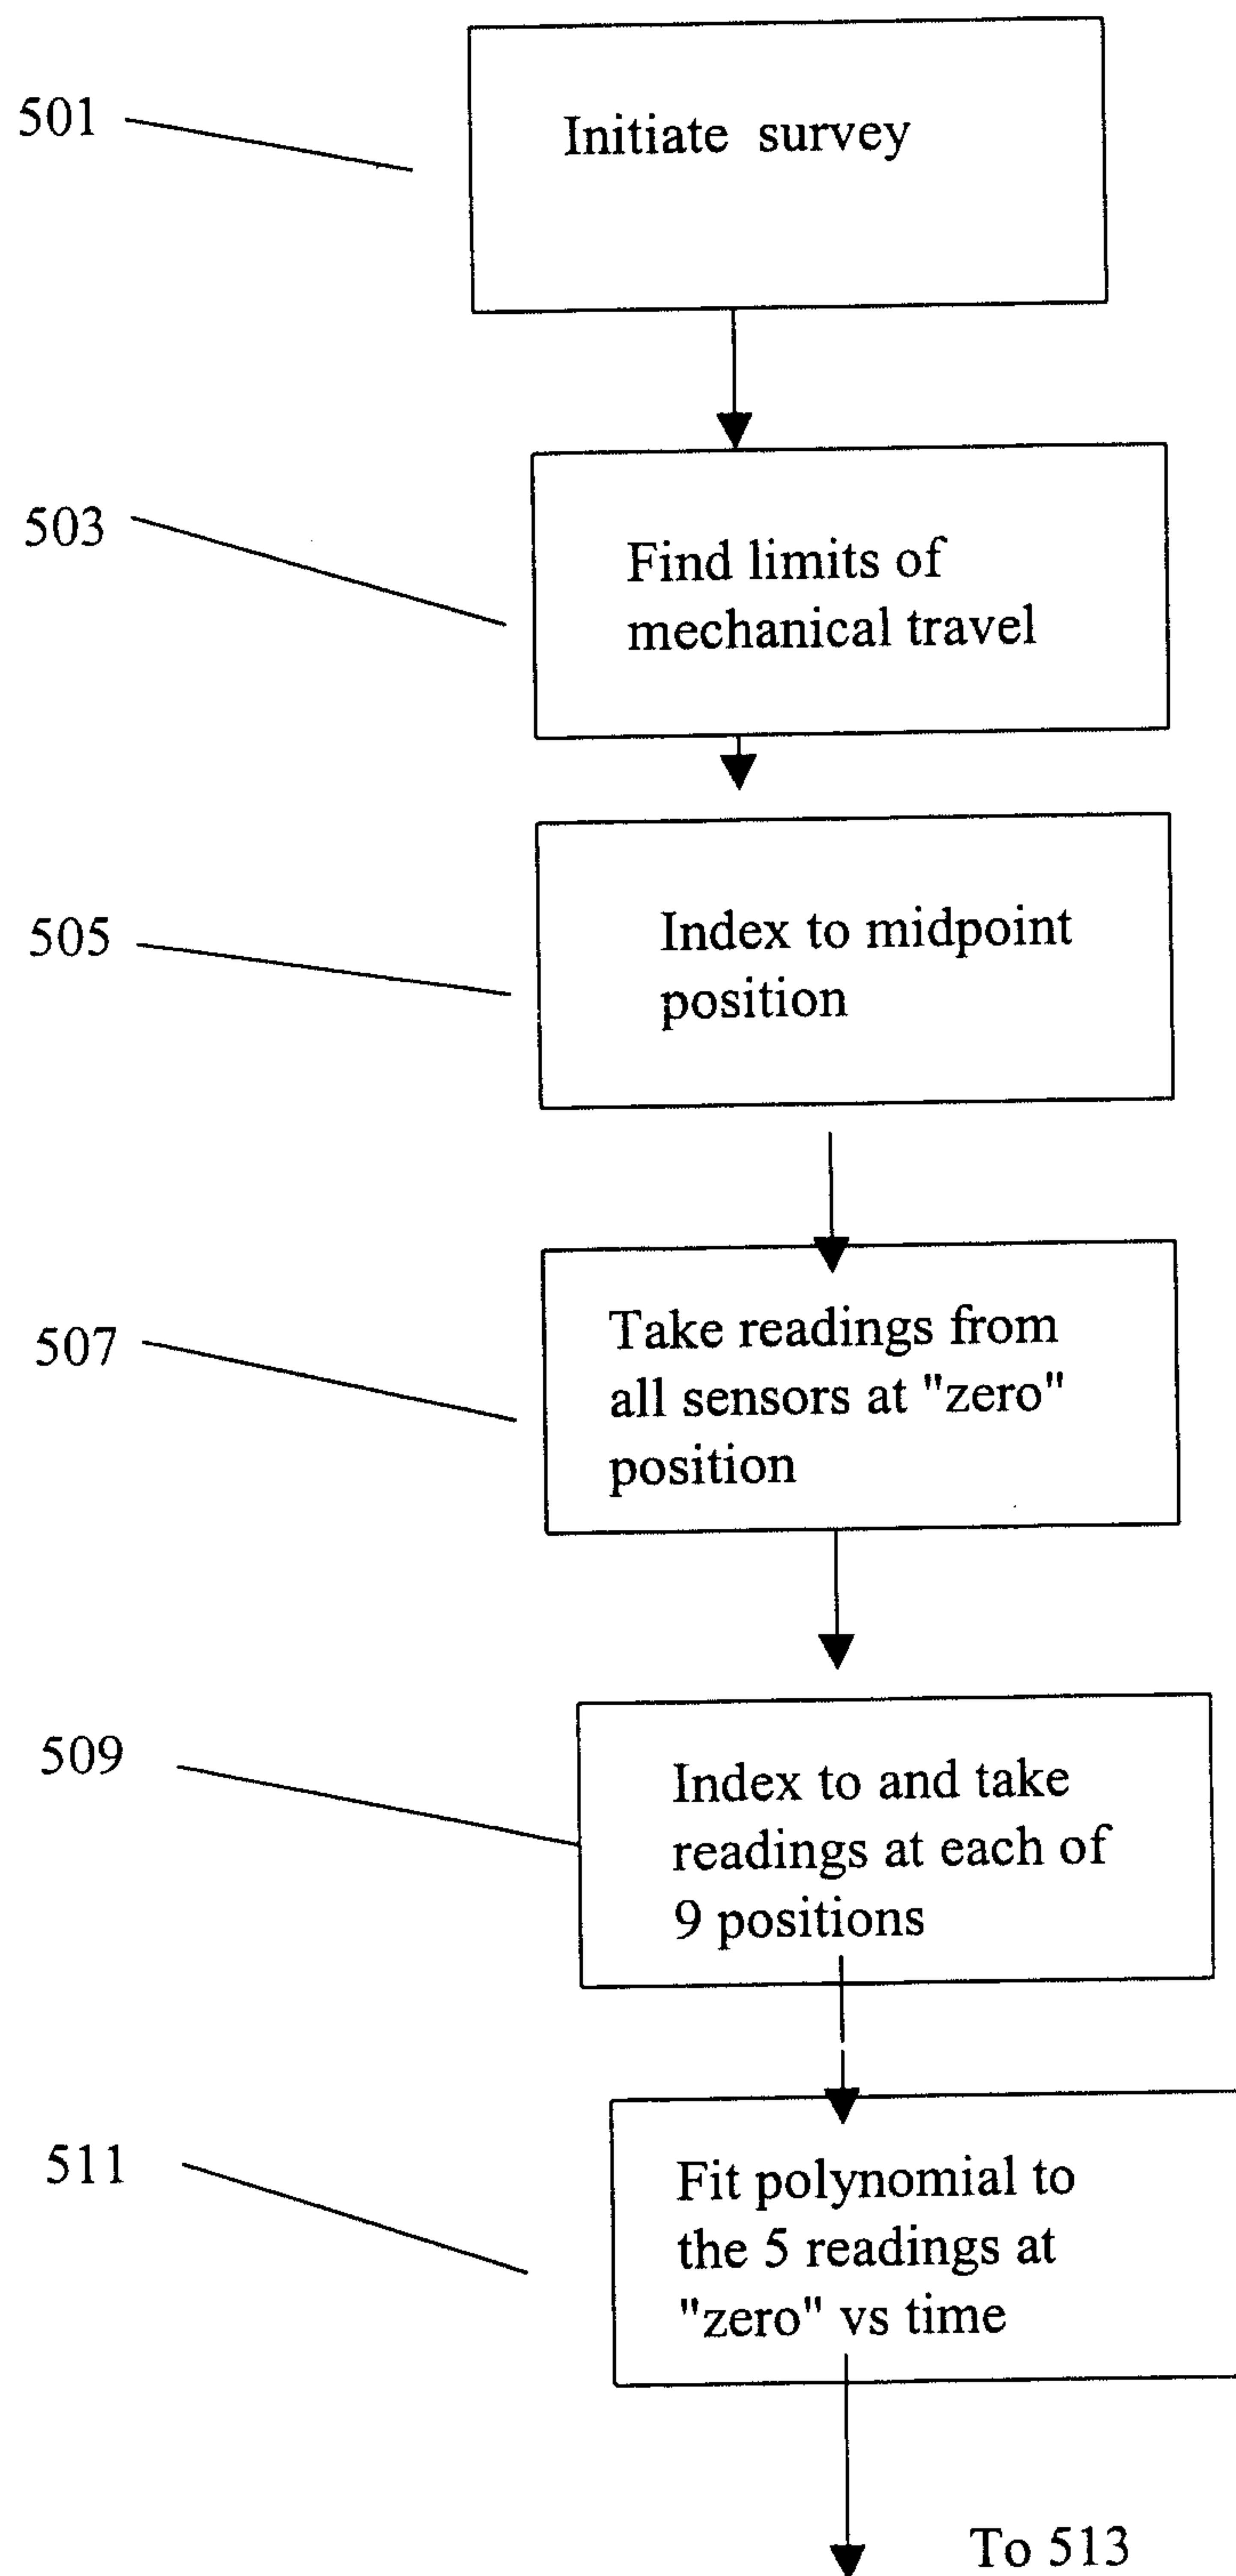 501
Initiate survey
503
Find limits of
mechanical travel
505
Index to midpoint
position
507
Take readings from
all sensors at "zero"
position
509
Index to and take
readings at each of
9 positions
511
Fit polynomial to
the 5 readings at
"zero" vs time
To 513